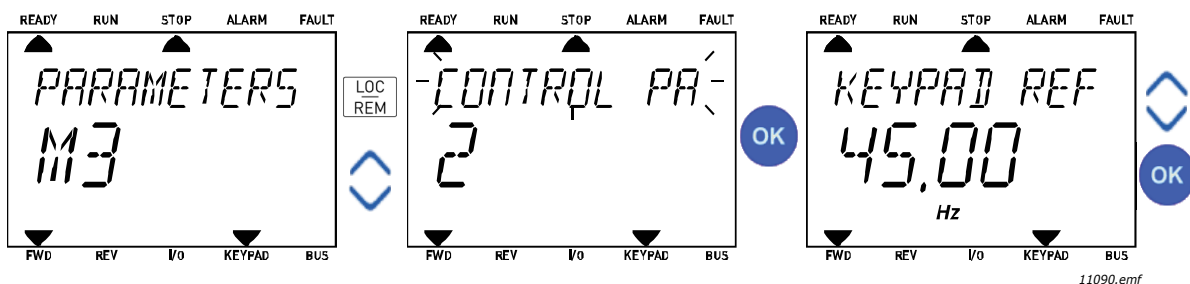 READY RUN STOP ALARM FAULT
PARAMETERS
M3
FWD REV I/O KEYPAD BUS
LOC
REM
READY RUN STOP ALARM FAULT
CONTROL PA
2
FWD REV I/O KEYPAD BUS
OK
READY RUN STOP ALARM FAULT
KEYPAD REF
45.00
Hz
FWD REV I/O KEYPAD BUS
OK
11090.emf